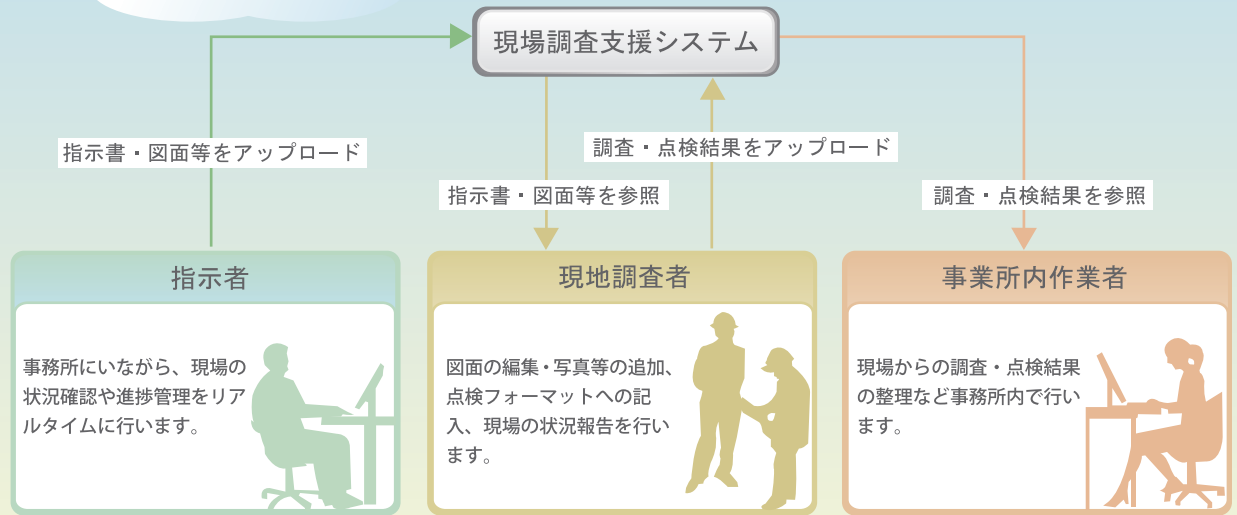 現場調査支援システム
指示書・図面等をアップロード
調査・点検結果をアップロード
指示書・図面等を参照
調査・点検結果を参照
指示者
事務所にいながら、現場の
状況確認や進捗管理をリア
ルタイムに行います。
現地調査者
図面の編集・写真等の追加、
点検フォーマットへの記
入、現場の状況報告を行い
ます。
事業所内作業者
現場からの調査・点検結果
の整理など事務所内で行い
ます。